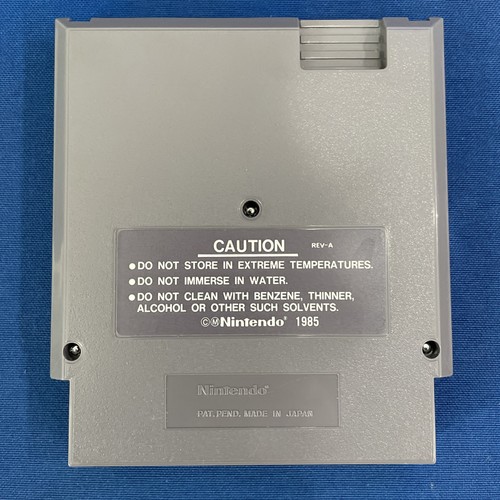 CAUTION REV-A
●DO NOT STORE IN EXTREME TEMPERATURES.
●DO NOT IMMERSE IN WATER.
●DO NOT CLEAN WITH BENZENE, THINNER,
ALCOHOL OR OTHER SUCH SOLVENTS.
©ⓂNintendo® 1985
Nintendo®
PAT. PEND. MADE IN JAPAN